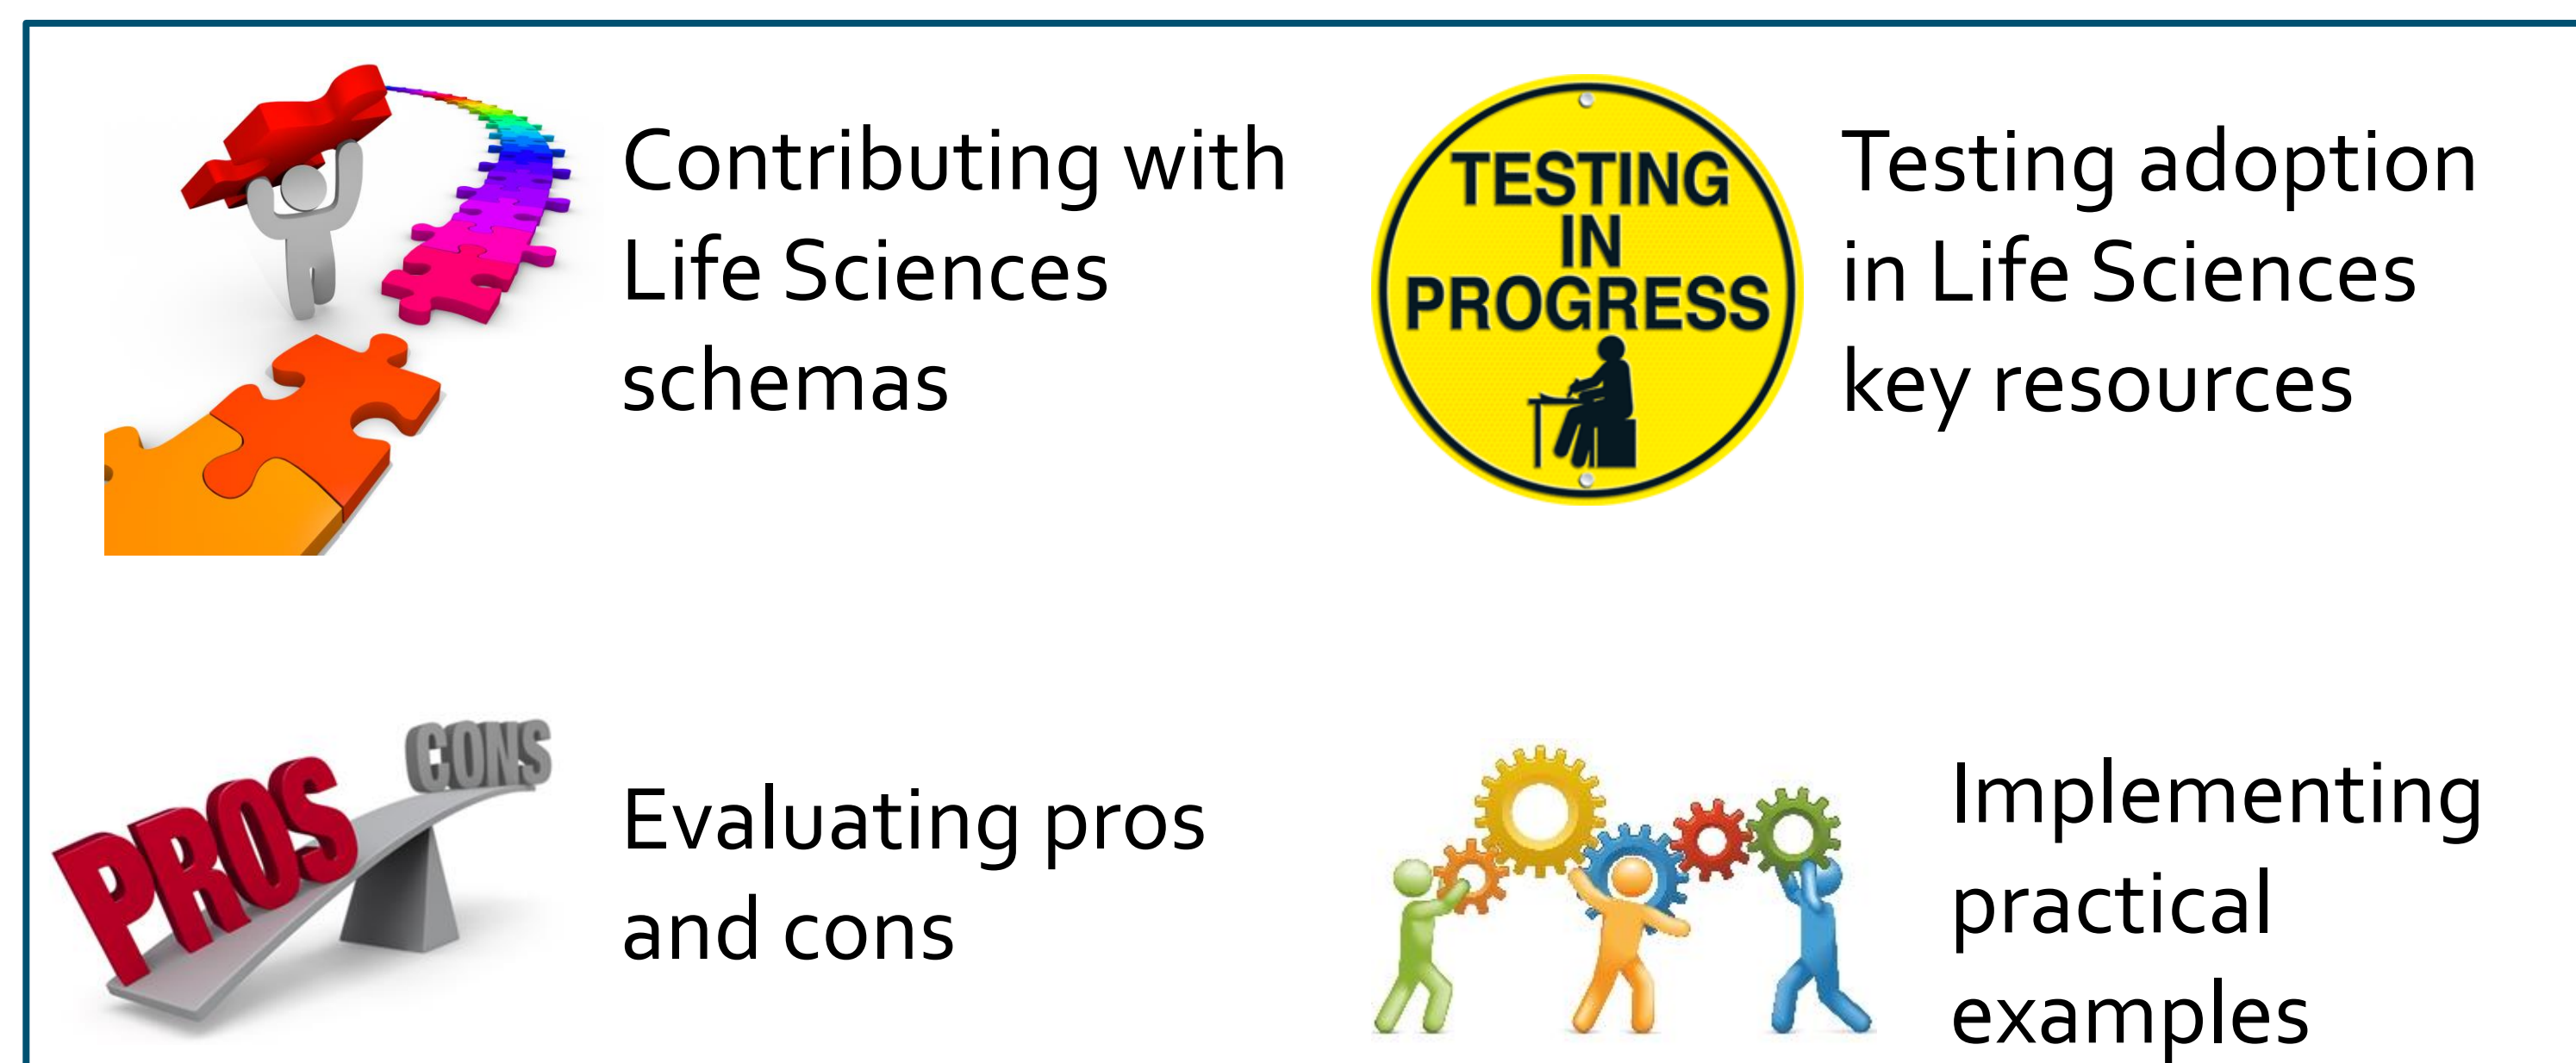 Contributing with
Life Sciences
schemas
TESTING
IN
PROGRESS
Testing adoption
in Life Sciences
key resources
PROS
CONS
Evaluating pros
and cons
Implementing
practical
examples